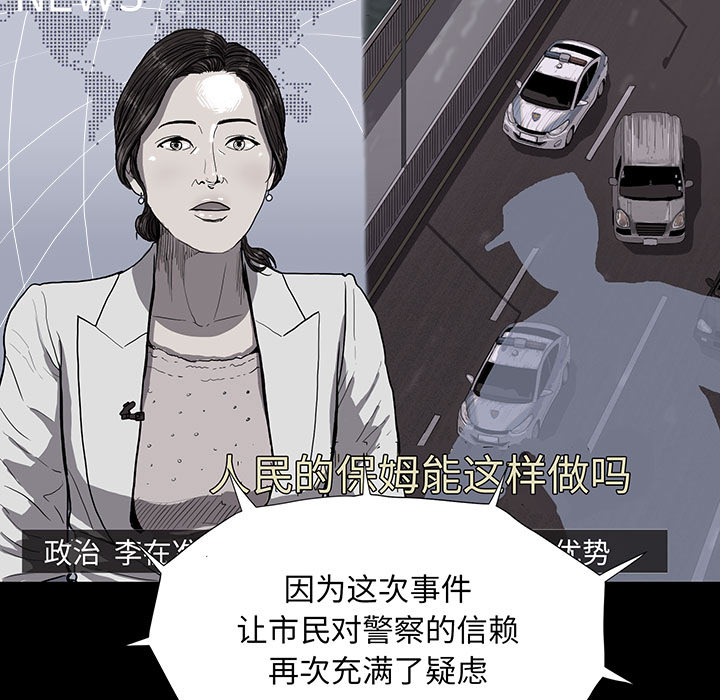 NEWS
人民的保姆能这样做吗
政治 李在 优势
因为这次事件
让市民对警察的信赖
再次充满了疑虑